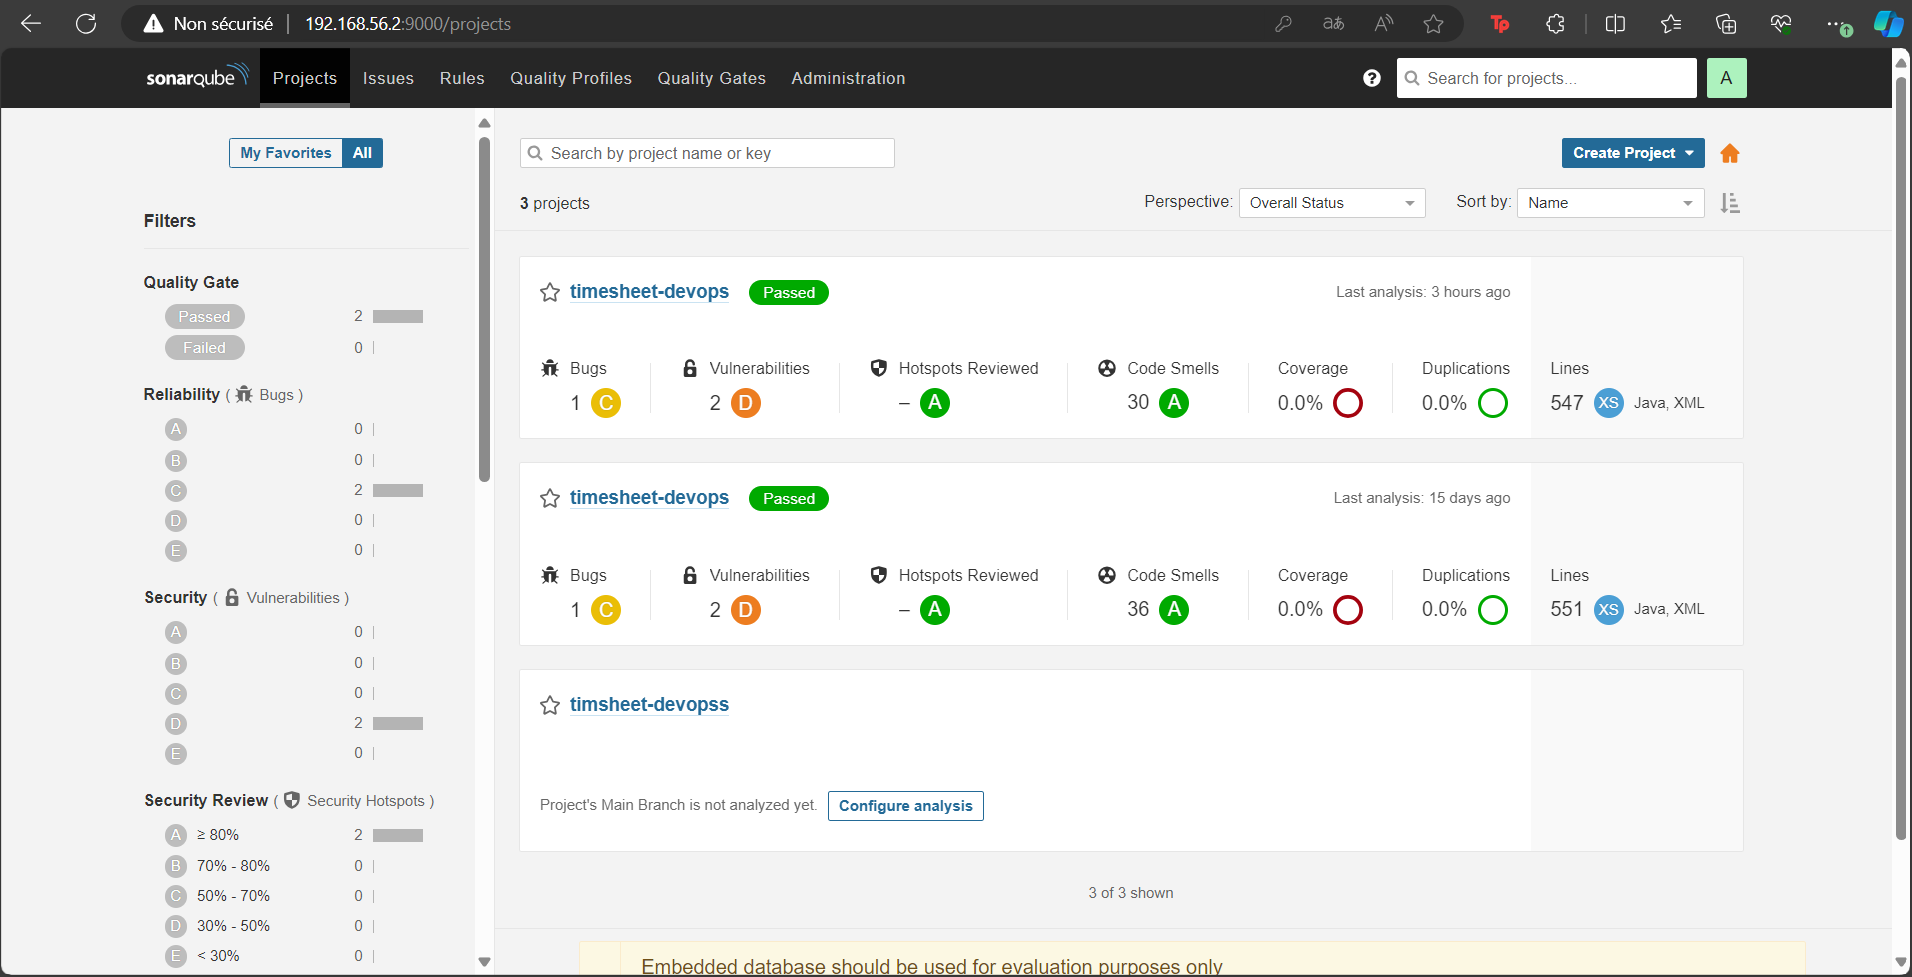 Non sécurisé 192.168.56.2:9000/projects
sonarqube Projects Issues Rules Quality Profiles Quality Gates Administration Search for projects... A
My Favorites All
Filters
Quality Gate
Passed 2
Failed 0
Reliability ( Bugs )
A 0
B 0
C 2
D 0
E 0
Security ( Vulnerabilities )
A 0
B 0
C 0
D 2
E 0
Security Review ( Security Hotspots )
A ≥ 80% 2
B 70% - 80% 0
C 50% - 70% 0
D 30% - 50% 0
E < 30% 0
Search by project name or key
Create Project
3 projects
Perspective: Overall Status Sort by: Name
timesheet-devops Passed Last analysis: 3 hours ago
Bugs Vulnerabilities Hotspots Reviewed Code Smells Coverage Duplications Lines
1 C 2 D – A 30 A 0.0% 0.0% 547 XS Java, XML
timesheet-devops Passed Last analysis: 15 days ago
Bugs Vulnerabilities Hotspots Reviewed Code Smells Coverage Duplications Lines
1 C 2 D – A 36 A 0.0% 0.0% 551 XS Java, XML
timsheet-devopss
Project's Main Branch is not analyzed yet. Configure analysis
3 of 3 shown
Embedded database should be used for evaluation purposes only